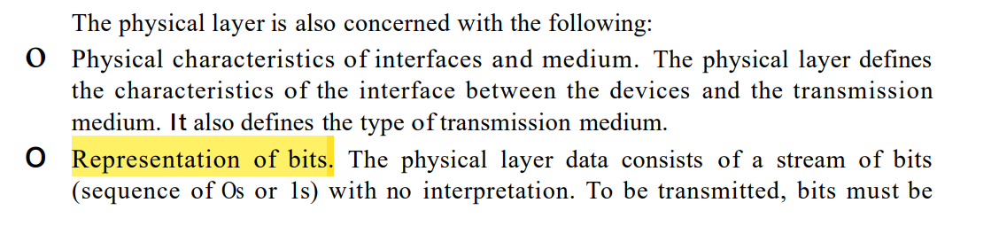 The physical layer is also concerned with the following:
O Physical characteristics of interfaces and medium. The physical layer defines
the characteristics of the interface between the devices and the transmission
medium. It also defines the type of transmission medium.
O Representation of bits. The physical layer data consists of a stream of bits
(sequence of Os or 1s) with no interpretation. To be transmitted, bits must be